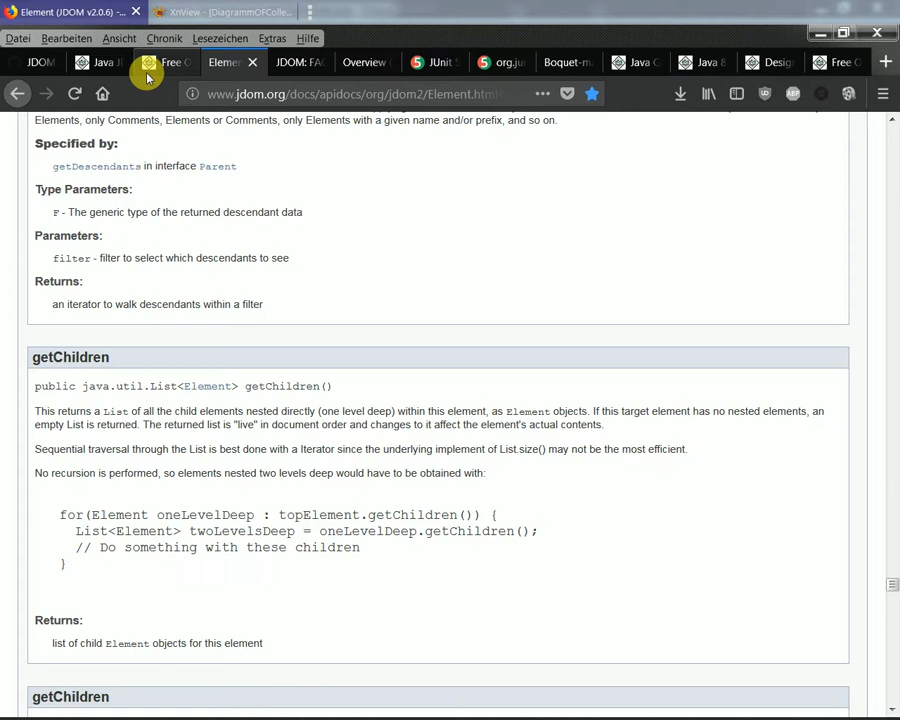 Element (JDOM v2.0.6) -...
XnView - [DiagrammOFColle...
Datei Bearbeiten Ansicht Chronik Lesezeichen Extras Hilfe
JDOM Java JD Free O Elemen JDOM: FAQ Overview ( JUnit 5 org.jun Boquet-ma Java C Java 8 Desig Free O
www.jdom.org/docs/apidocs/org/jdom2/Element.html
Elements, only Comments, Elements or Comments, only Elements with a given name and/or prefix, and so on.
Specified by:
getDescendants in interface Parent
Type Parameters:
F - The generic type of the returned descendant data
Parameters:
filter - filter to select which descendants to see
Returns:
an iterator to walk descendants within a filter
getChildren
public java.util.List<Element> getChildren()
This returns a List of all the child elements nested directly (one level deep) within this element, as Element objects. If this target element has no nested elements, an
empty List is returned. The returned list is "live" in document order and changes to it affect the element's actual contents.
Sequential traversal through the List is best done with a Iterator since the underlying implement of List.size() may not be the most efficient.
No recursion is performed, so elements nested two levels deep would have to be obtained with:
for(Element oneLevelDeep : topElement.getChildren()) {
List<Element> twoLevelsDeep = oneLevelDeep.getChildren();
// Do something with these children
}
Returns:
list of child Element objects for this element
getChildren